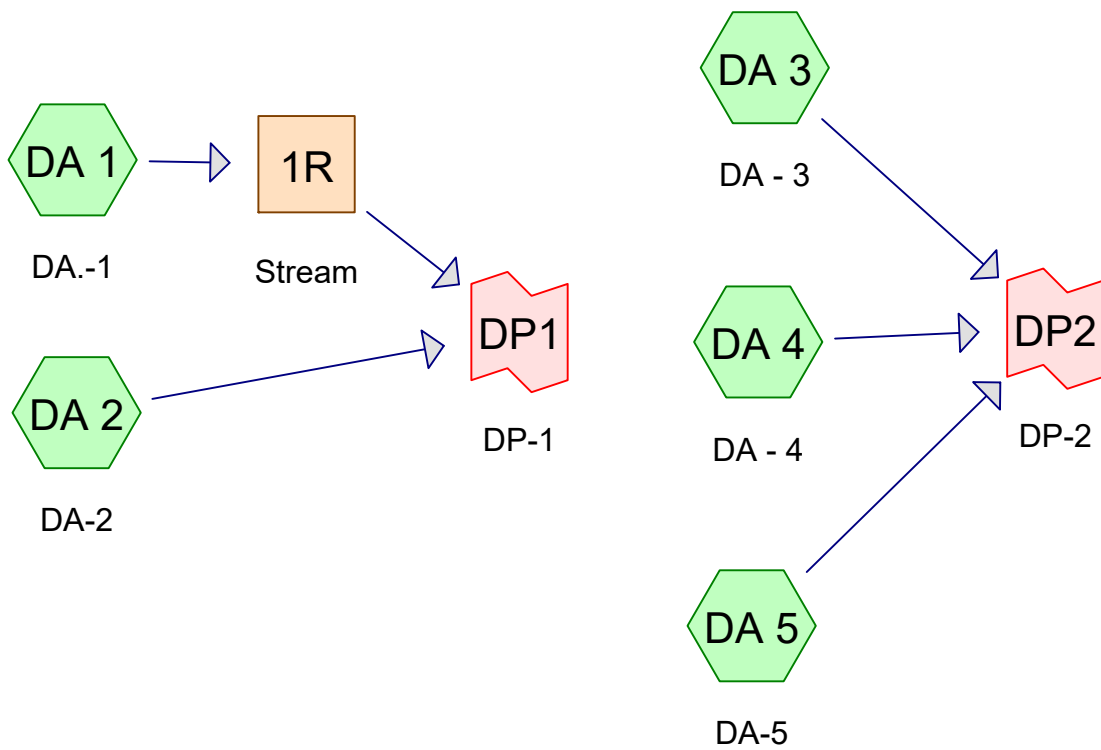 DA 1
DA.-1
1R
Stream
DA 2
DA-2
DP1
DP-1
DA 3
DA - 3
DA 4
DA - 4
DA 5
DA-5
DP2
DP-2